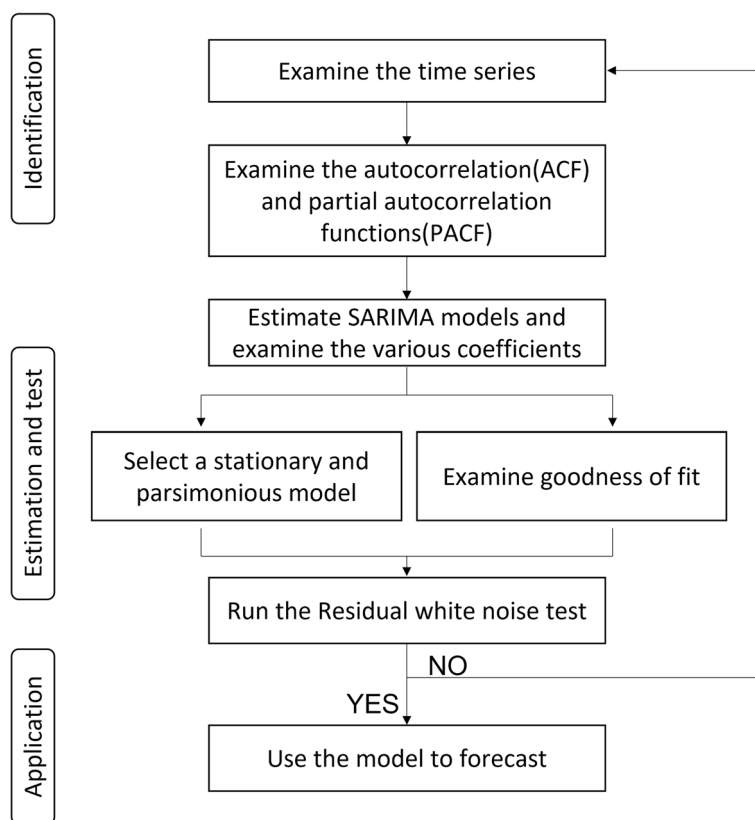 Identification
Examine the time series
Examine the autocorrelation(ACF)
and partial autocorrelation
functions(PACF)
Estimation and test
Estimate SARIMA models and
examine the various coefficients
Select a stationary and
parsimonious model
Examine goodness of fit
Run the Residual white noise test
Application
NO
YES
Use the model to forecast